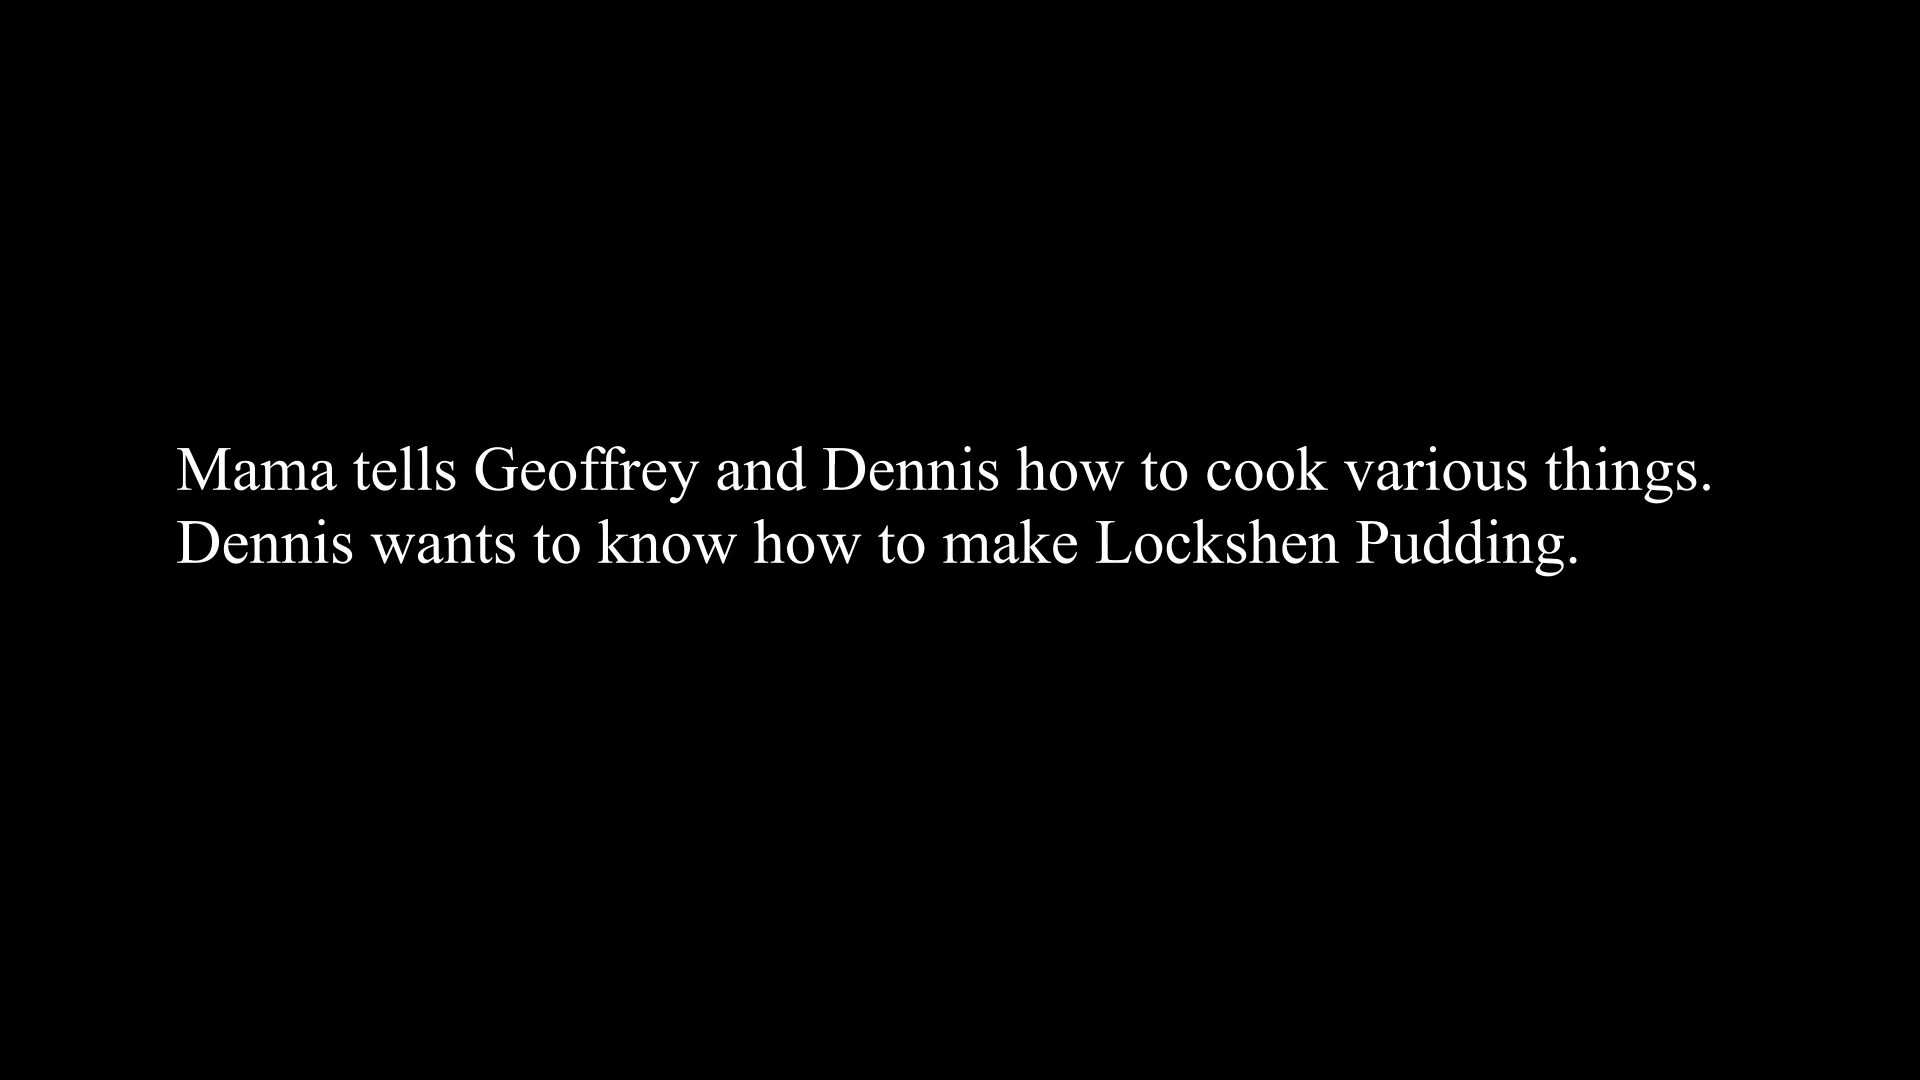 Mama tells Geoffrey and Dennis how to cook various things.
Dennis wants to know how to make Lockshen Pudding.